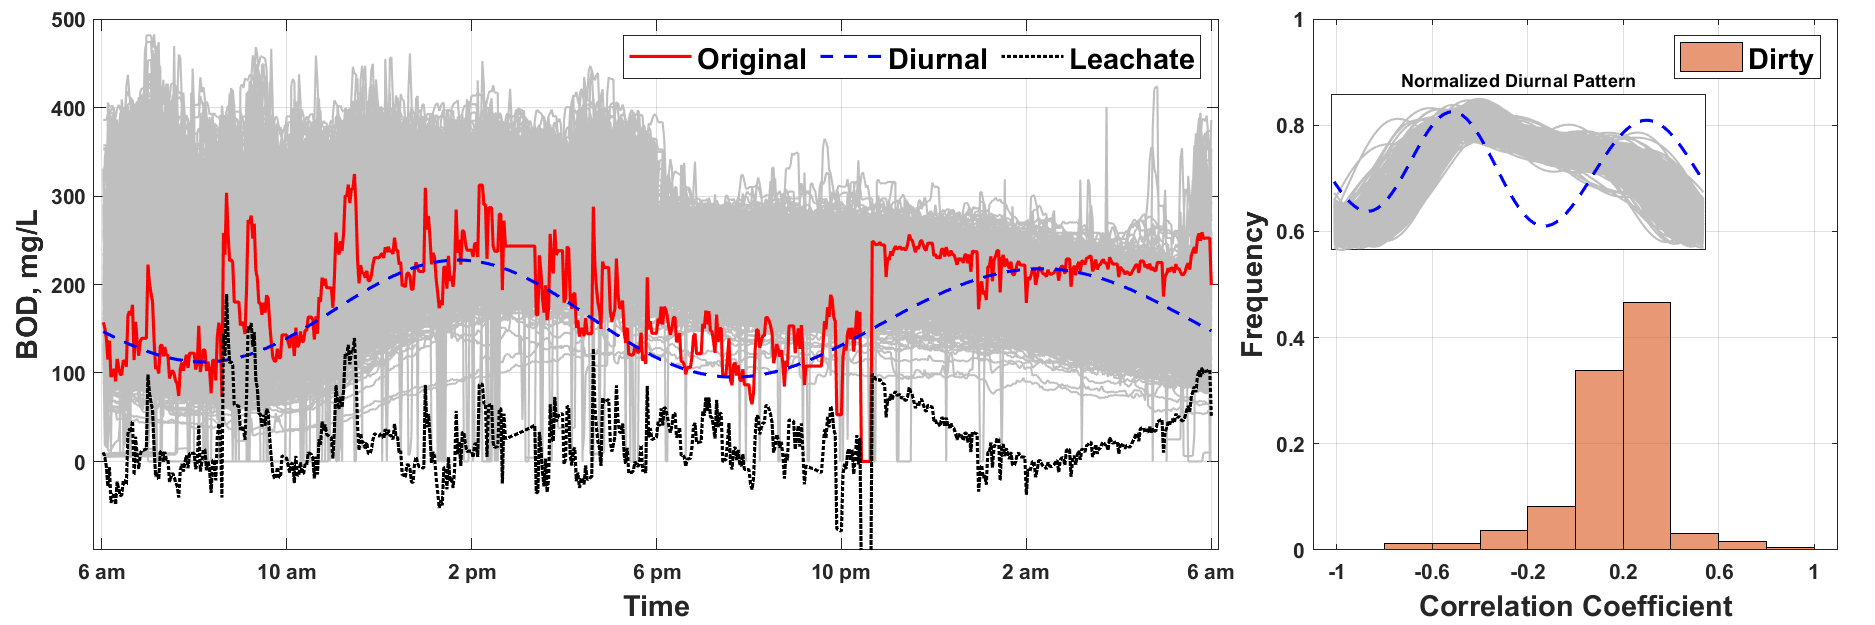 500
400
300
200
100
0
BOD, mg/L
Original Diurnal Leachate
6 am 10 am 2 pm 6 pm 10 pm 2 am 6 am
Time
1
0.8
0.6
0.4
0.2
0
Frequency
Dirty
Normalized Diurnal Pattern
-1 -0.6 -0.2 0.2 0.6 1
Correlation Coefficient